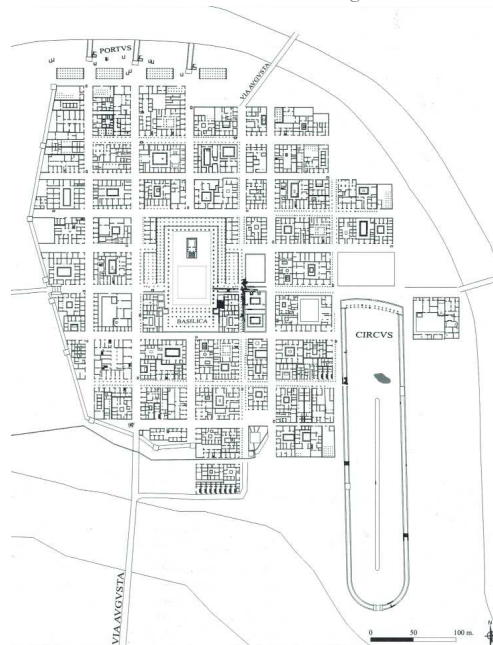 PORTVS
VIA AVGVSTA
BASILICA
CIRCVS
VIA AVGVSTA
N
0 50 100 m.